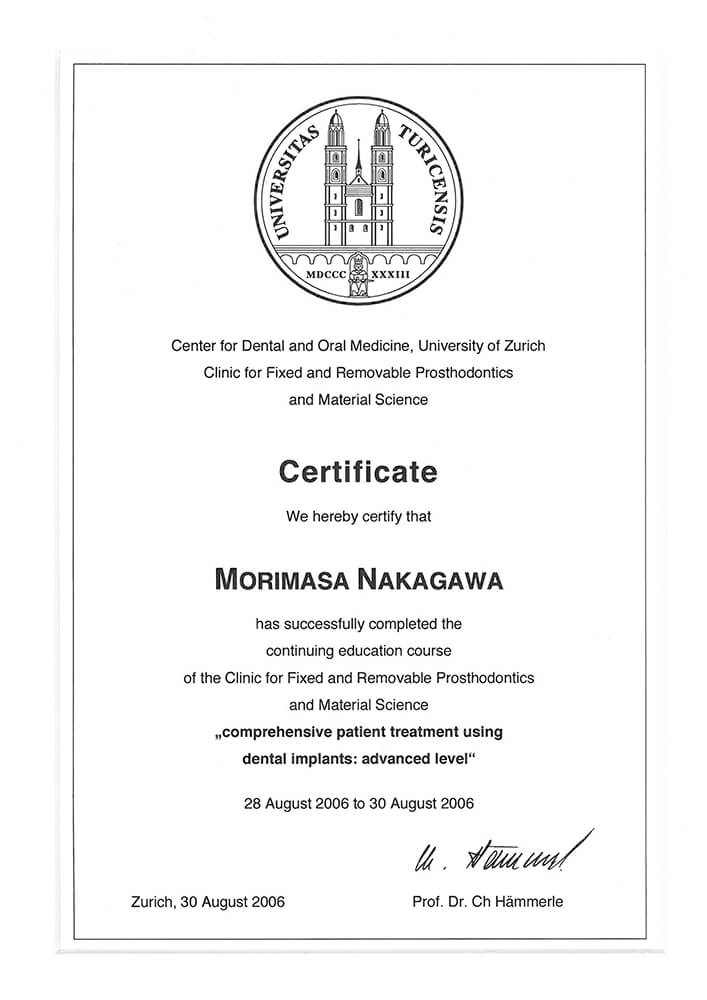 UNIVERSITAS TURICENSIS
MDCCC XXXIII
Center for Dental and Oral Medicine, University of Zurich
Clinic for Fixed and Removable Prosthodontics
and Material Science
Certificate
We hereby certify that
MORIMASA NAKAGAWA
has successfully completed the
continuing education course
of the Clinic for Fixed and Removable Prosthodontics
and Material Science
„comprehensive patient treatment using
dental implants: advanced level“
28 August 2006 to 30 August 2006
Zurich, 30 August 2006
Prof. Dr. Ch Hämmerle